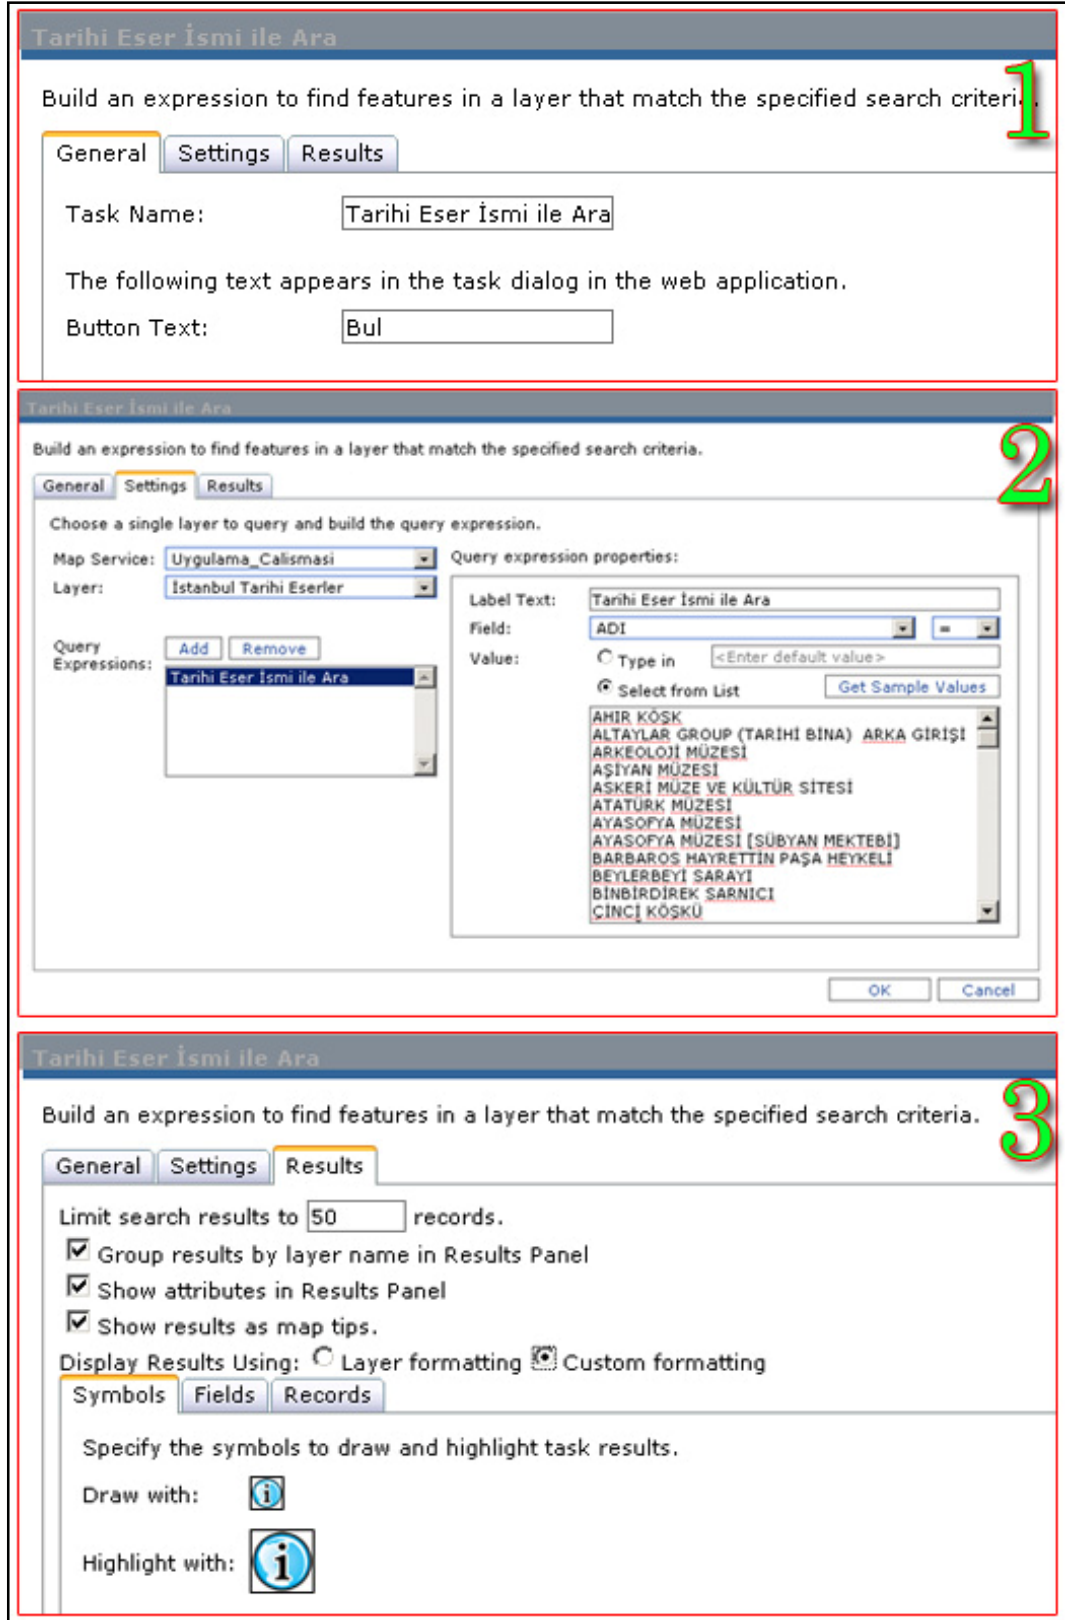 Tarihi Eser İsmi ile Ara
1
Build an expression to find features in a layer that match the specified search criteria.
General Settings Results
Task Name: Tarihi Eser İsmi ile Ara
The following text appears in the task dialog in the web application.
Button Text: Bul
Tarihi Eser İsmi ile Ara
2
Build an expression to find features in a layer that match the specified search criteria.
General Settings Results
Choose a single layer to query and build the query expression.
Map Service: Uygulama_Calismasi
Layer: İstanbul Tarihi Eserler
Query Expressions: Add Remove
Tarihi Eser İsmi ile Ara
Query expression properties:
Label Text: Tarihi Eser İsmi ile Ara
Field: ADI =
Value: Type in <Enter default value>
Select from List Get Sample Values
AHIR KÖŞK
ALTAYLAR GROUP (TARİHİ BİNA) ARKA GİRİŞİ
ARKEOLOJİ MÜZESİ
AŞİYAN MÜZESİ
ASKERİ MÜZE VE KÜLTÜR SİTESİ
ATATÜRK MÜZESİ
AYASOFYA MÜZESİ
AYASOFYA MÜZESİ [SÜBYAN MEKTEBİ]
BARBAROS HAYRETTİN PAŞA HEYKELİ
BEYLERBEYİ SARAYI
BİNBİRDİREK SARNICI
ÇİNCİ KÖŞKÜ
OK Cancel
Tarihi Eser İsmi ile Ara
3
Build an expression to find features in a layer that match the specified search criteria.
General Settings Results
Limit search results to 50 records.
Group results by layer name in Results Panel
Show attributes in Results Panel
Show results as map tips.
Display Results Using: Layer formatting Custom formatting
Symbols Fields Records
Specify the symbols to draw and highlight task results.
Draw with:
Highlight with: